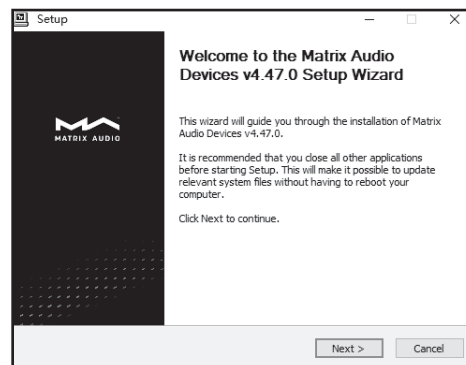 Setup
Welcome to the Matrix Audio
Devices v4.47.0 Setup Wizard
MATRIX AUDIO
This wizard will guide you through the installation of Matrix
Audio Devices v4.47.0.
It is recommended that you close all other applications
before starting Setup. This will make it possible to update
relevant system files without having to reboot your
computer.
Click Next to continue.
Next >
Cancel